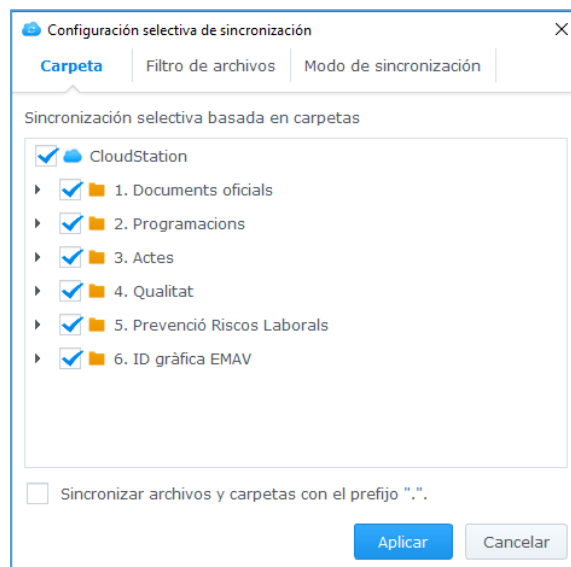 Configuración selectiva de sincronización
Carpeta Filtro de archivos Modo de sincronización
Sincronización selectiva basada en carpetas
CloudStation
1. Documents oficials
2. Programacions
3. Actes
4. Qualitat
5. Prevenció Riscos Laborals
6. ID gràfica EMAV
Sincronizar archivos y carpetas con el prefijo ".".
Aplicar Cancelar